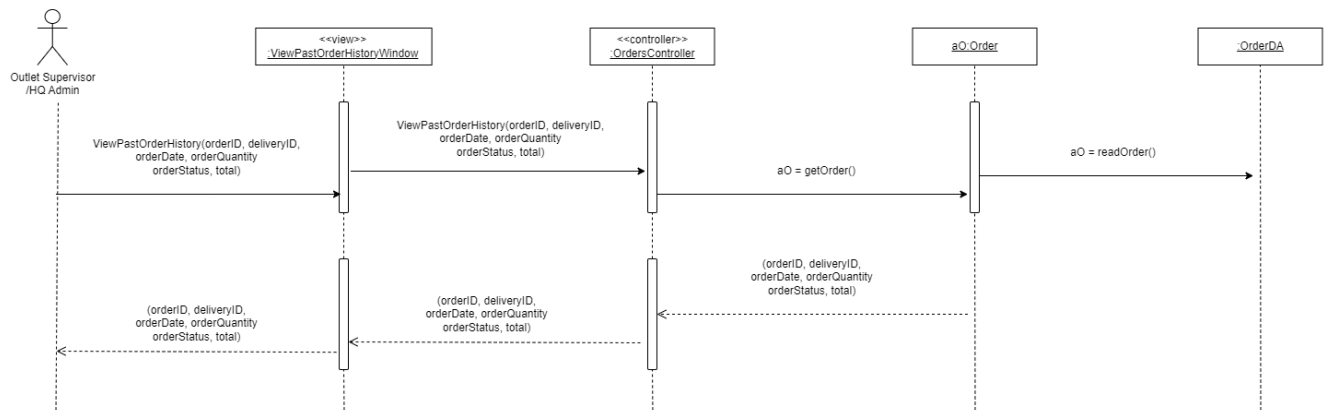 Outlet Supervisor
/HQ Admin
<<view>>
:ViewPastOrderHistoryWindow
<<controller>>
:OrdersController
aO:Order
:OrderDA
ViewPastOrderHistory(orderID, deliveryID,
orderDate, orderQuantity
orderStatus, total)
ViewPastOrderHistory(orderID, deliveryID,
orderDate, orderQuantity
orderStatus, total)
aO = getOrder()
aO = readOrder()
(orderID, deliveryID,
orderDate, orderQuantity
orderStatus, total)
(orderID, deliveryID,
orderDate, orderQuantity
orderStatus, total)
(orderID, deliveryID,
orderDate, orderQuantity
orderStatus, total)